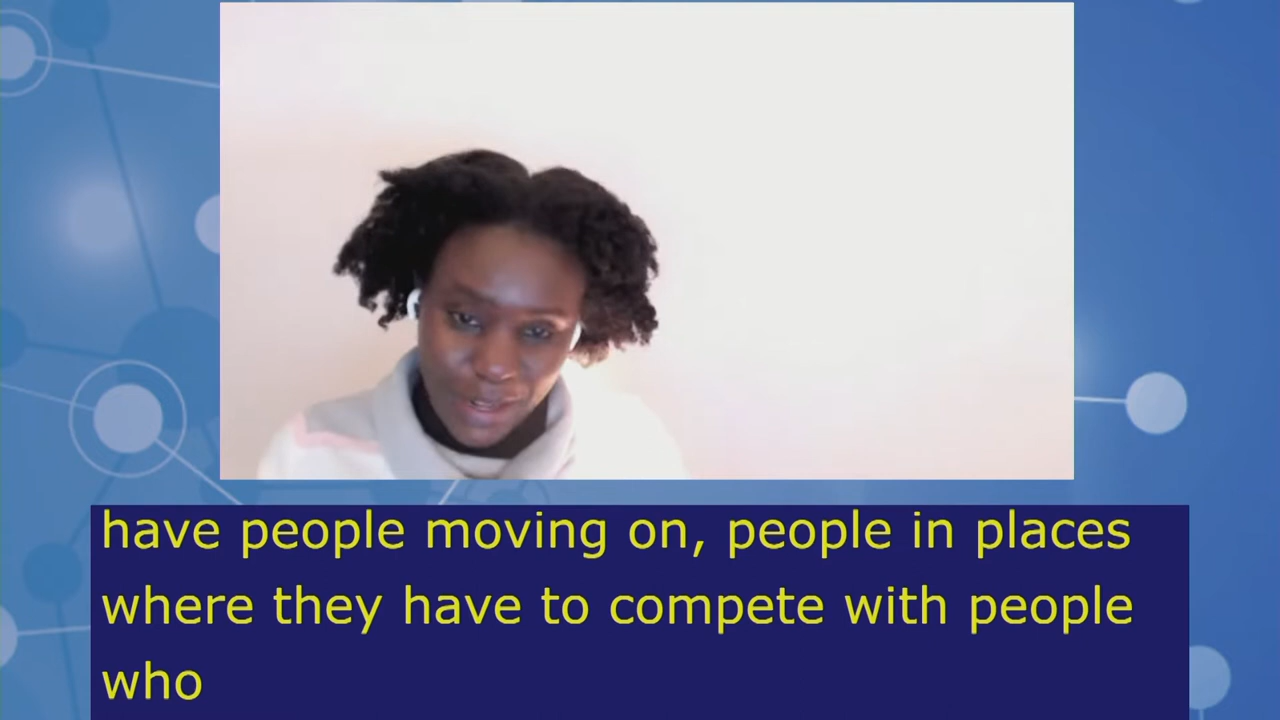 have people moving on, people in places
where they have to compete with people
who